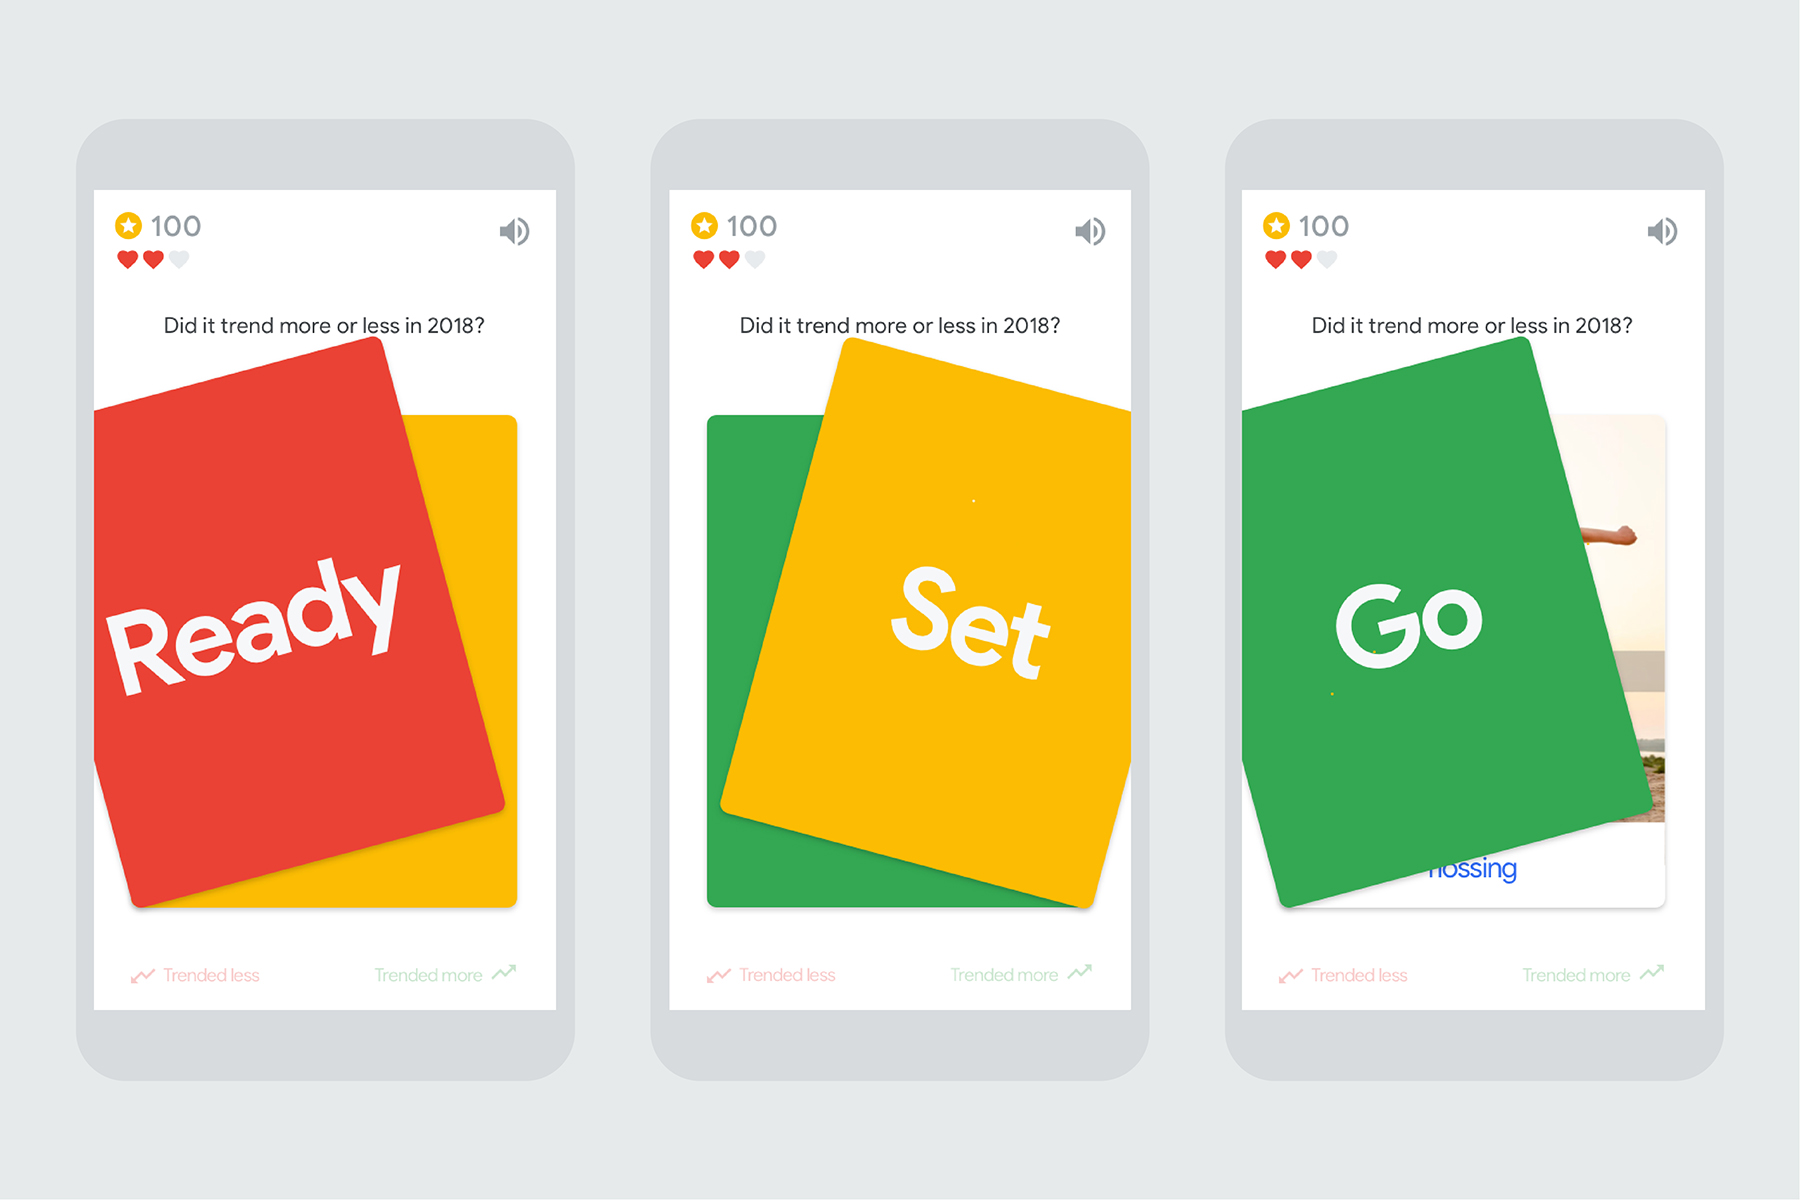 100
Did it trend more or less in 2018?
Ready
Trended less
Trended more
100
Did it trend more or less in 2018?
Set
Trended less
Trended more
100
Did it trend more or less in 2018?
Go
Trended less
Trended more